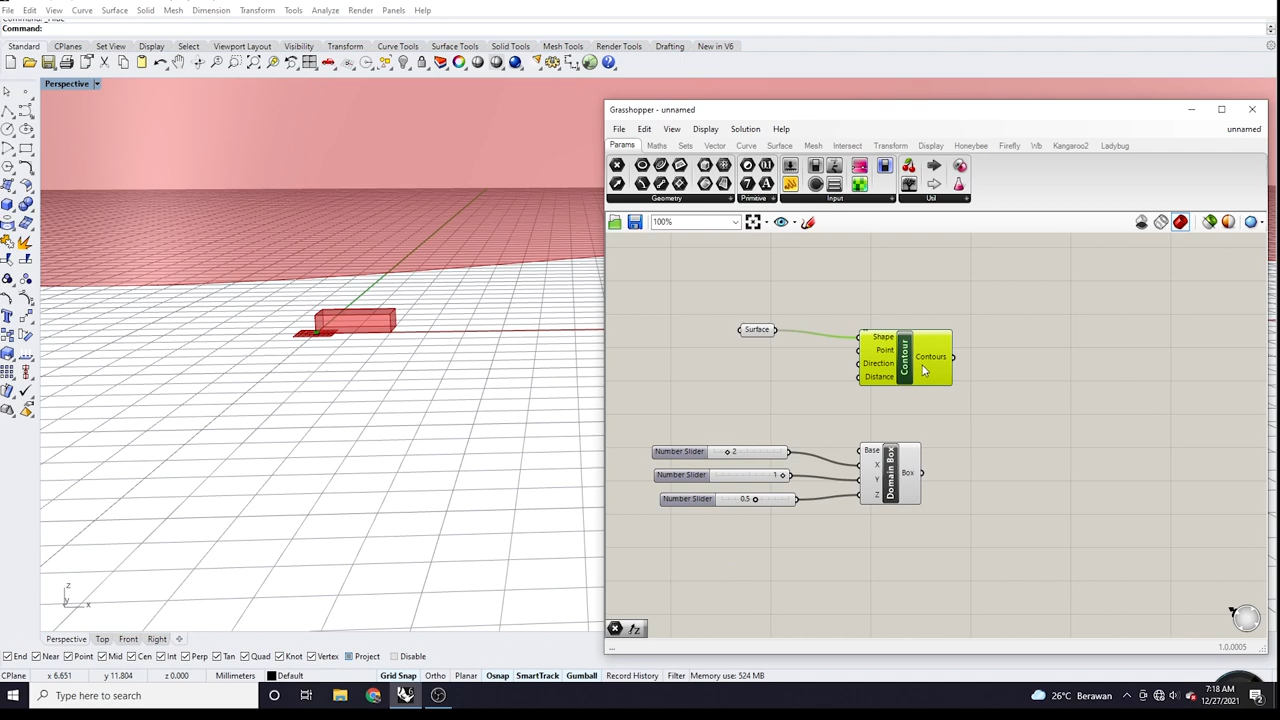 File Edit View Curve Surface Solid Mesh Dimension Transform Tools Analyze Render Panels Help
Command: _Hide
Command:
Standard CPlanes Set View Display Select Viewport Layout Visibility Transform Curve Tools Surface Tools Solid Tools Mesh Tools Render Tools Drafting New in V6
Perspective
Grasshopper - unnamed
File Edit View Display Solution Help unnamed
Params Maths Sets Vector Curve Surface Mesh Intersect Transform Display Honeybee Firefly Wb Kangaroo2 Ladybug
Geometry Primitive Input Util
100%
Surface
Shape
Point
Direction
Distance
Contour
Contours
Number Slider 2
Number Slider 1
Number Slider 0.5
Base
X
Y
Z
Domain Box
Box
z
y
x
1.0.0005
Perspective Top Front Right
End Near Point Mid Cen Int Perp Tan Quad Knot Vertex Project Disable
CPlane x 6.651 y 11.804 z 0.000 Millimeters Default Grid Snap Ortho Planar Osnap SmartTrack Gumball Record History Filter Memory use: 524 MB
Type here to search
26°C Berawan
7:18 AM
12/27/2021